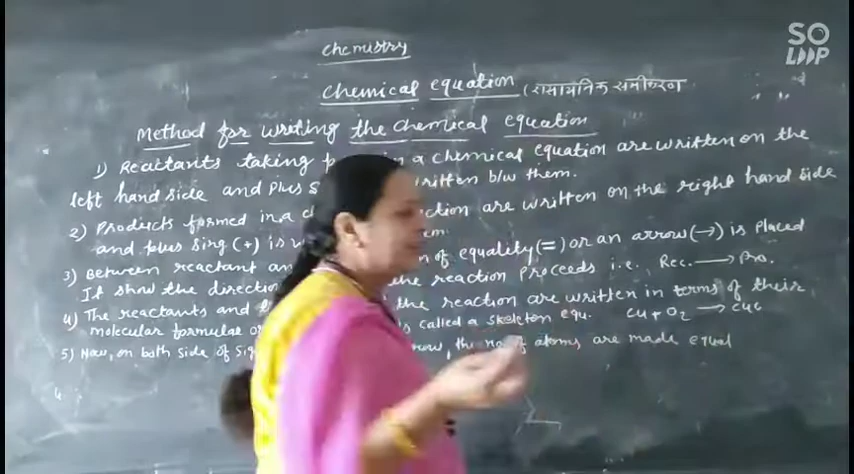 SO
LOOP
Chemistry
Chemical equation (रासायनिक समीकरण
Method for writing the chemical equation
1) Reactants taking in a chemical equation are written on the
left hand side and plus written b/w them.
2) Products formed in a are written on the right hand side
and plus sing (+) is
3) Between reactant an of equality (=) or an arrow (→) is placed
It show the direction the reaction proceeds i.e., Rec. → Pro.
4) The reactants and the reaction are written in terms of their
molecular formulae is called a skeleton equ. Cu + O2 →
5) Now, on both side of the no of atoms are made equal